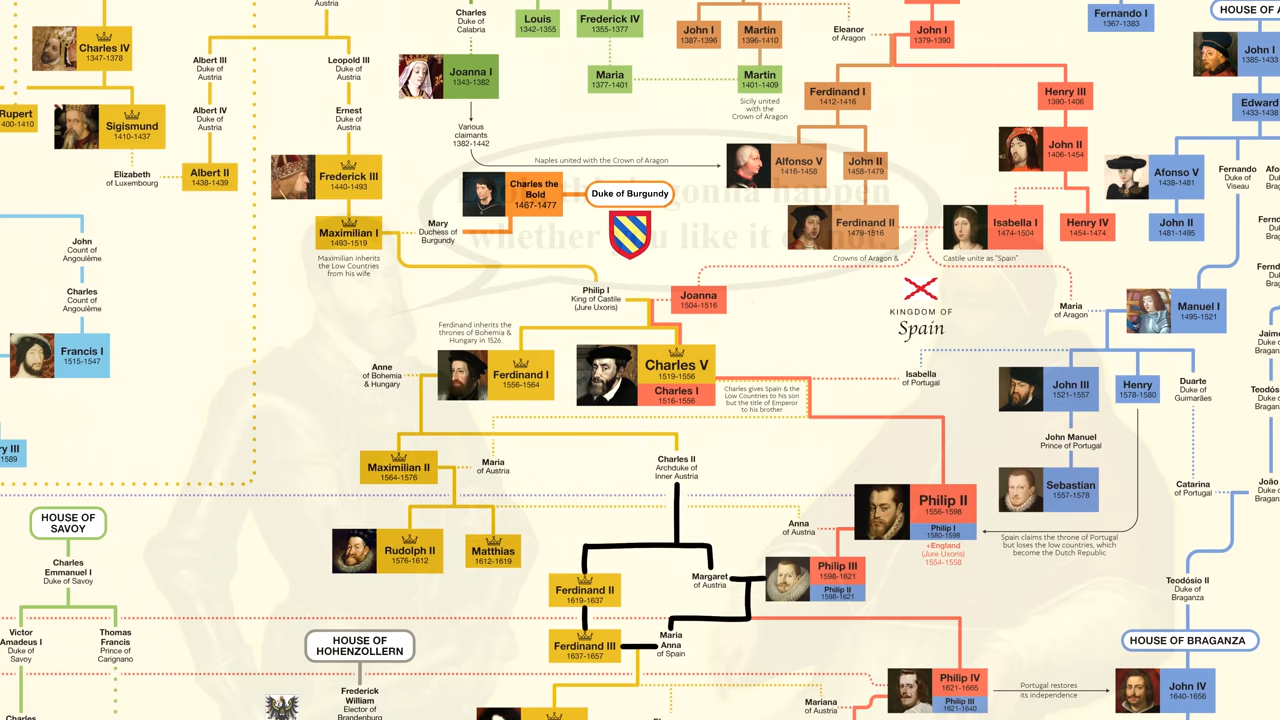 Austria
Charles
Duke of
Calabria
Louis
1342-1355
Frederick IV
1355-1377
John I
1387-1396
Martin
1396-1410
Eleanor
of Aragon
John I
1379-1390
Fernando I
1367-1383
HOUSE OF A
Charles IV
1347-1378
Albert III
Duke of
Austria
Leopold III
Duke of
Austria
Joanna I
1343-1382
Maria
1377-1401
Martin
1401-1409
Sicily united
with the
Crown of Aragon
Ferdinand I
1412-1416
Henry III
1390-1406
John I
1385-1433
Edward
1433-1438
Rupert
400-1410
Sigismund
1410-1437
Albert IV
Duke of
Austria
Ernest
Duke of
Austria
Various
claimants
1382-1442
Naples united with the Crown of Aragon
Alfonso V
1416-1458
John II
1458-1479
John II
1406-1454
Afonso V
1438-1481
Fernando
Duke of
Viseau
Elizabeth
of Luxembourg
Albert II
1438-1439
Frederick III
1440-1493
Charles the
Bold
1467-1477
Duke of Burgundy
gonna happen
whether you like it or not.
Maximilian I
1493-1519
Mary
Duchess of
Burgundy
Ferdinand II
1479-1516
Isabella I
1474-1504
Henry IV
1454-1474
John II
1481-1495
John
Count of
Angoulême
Maximilian inherits
the Low Countries
from his wife
Crowns of Aragon &
Castile unite as "Spain"
Charles
Count of
Angoulême
Philip I
King of Castile
(Jure Uxoris)
Joanna
1504-1516
KINGDOM OF
Spain
Maria
of Aragon
Manuel I
1495-1521
Francis I
1515-1547
Ferdinand inherits the
thrones of Bohemia &
Hungary in 1526
Anne
of Bohemia
& Hungary
Ferdinand I
1556-1564
Charles V
1519-1556
Charles I
1516-1556
Charles gives Spain & the
Low Countries to his son
but the title of Emperor
to his brother
Isabella
of Portugal
John III
1521-1557
Henry
1578-1580
Duarte
Duke of
Guimarães
ry III
1589
Maximilian II
1564-1576
Maria
of Austria
Charles II
Archduke of
Inner Austria
John Manuel
Prince of Portugal
Sebastian
1557-1578
Catarina
of Portugal
HOUSE OF
SAVOY
Rudolph II
1576-1612
Matthias
1612-1619
Anna
of Austria
Philip II
1556-1598
Philip I
1580-1598
+England
(Jure Uxoris)
1554-1558
Spain claims the throne of Portugal
but loses the low countries, which
become the Dutch Republic
Charles
Emmanuel I
Duke of Savoy
Ferdinand II
1619-1637
Margaret
of Austria
Philip III
1598-1621
Philip II
1598-1621
Teodósio II
Duke of
Braganza
Victor
Amadeus I
Duke of
Savoy
Thomas
Francis
Prince of
Carignano
HOUSE OF
HOHENZOLLERN
Ferdinand III
1637-1657
Maria
Anna
of Spain
HOUSE OF BRAGANZA
Charles
Frederick
William
Elector of
Brandenburg
Mariana
of Austria
Philip IV
1621-1665
Philip III
1621-1640
Portugal restores
its independence
John IV
1640-1656